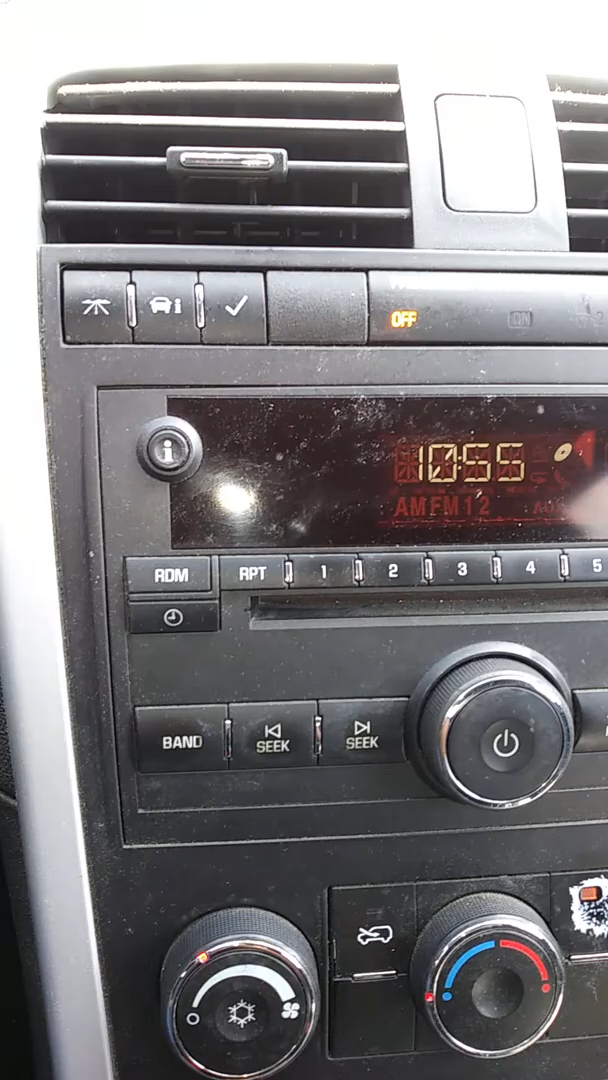 i
OFF ON
i 10:55
AM FM 1 2
RDM RPT 1 2 3 4 5
BAND SEEK SEEK